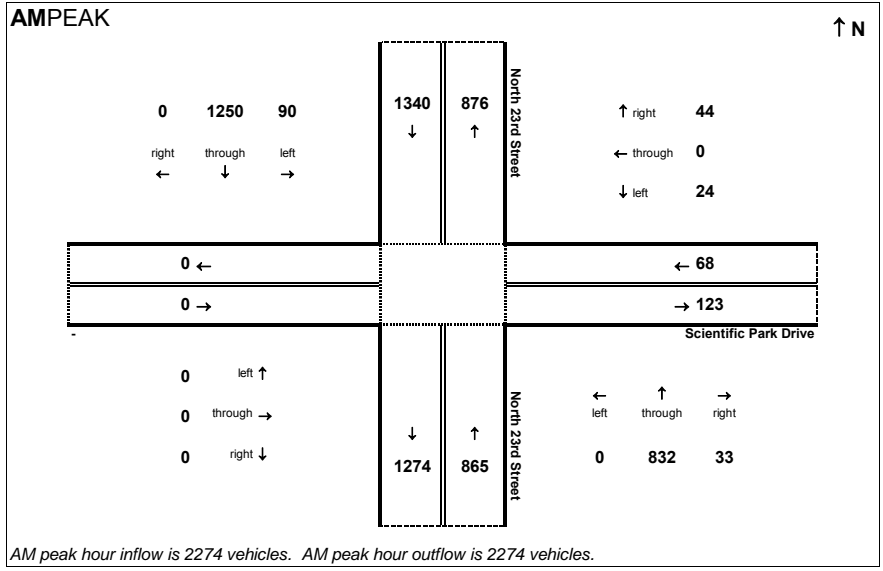 AMPEAK
↑ N
0 1250 90
right through left
← ↓ →
1340 876
↓ ↑
North 23rd Street
↑ right 44
← through 0
↓ left 24
0 ←
0 →
← 68
→ 123
-
Scientific Park Drive
0 left ↑
0 through →
0 right ↓
↓ ↑
1274 865
North 23rd Street
← ↑ →
left through right
0 832 33
AM peak hour inflow is 2274 vehicles. AM peak hour outflow is 2274 vehicles.